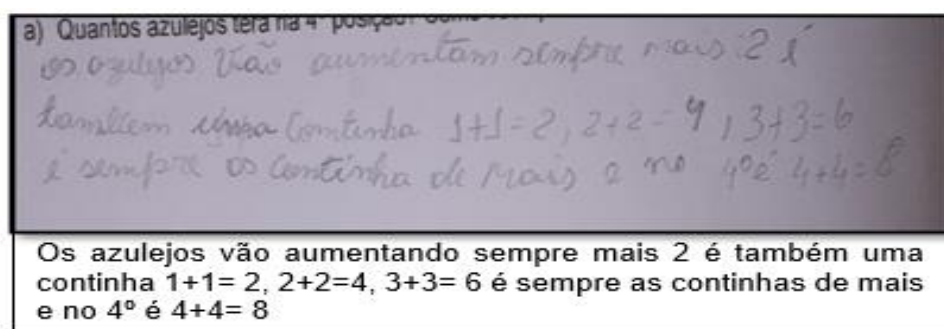 a) Quantos azulejos terá na 4ª posição?
os azulejos Vão aumentam sempre mais 2 é
também uma Continha 1+1=2, 2+2=4, 3+3=6
é sempre os continha de Mais e no 4º é 4+4=8
Os azulejos vão aumentando sempre mais 2 é também uma
continha 1+1= 2, 2+2=4, 3+3= 6 é sempre as continhas de mais
e no 4º é 4+4= 8